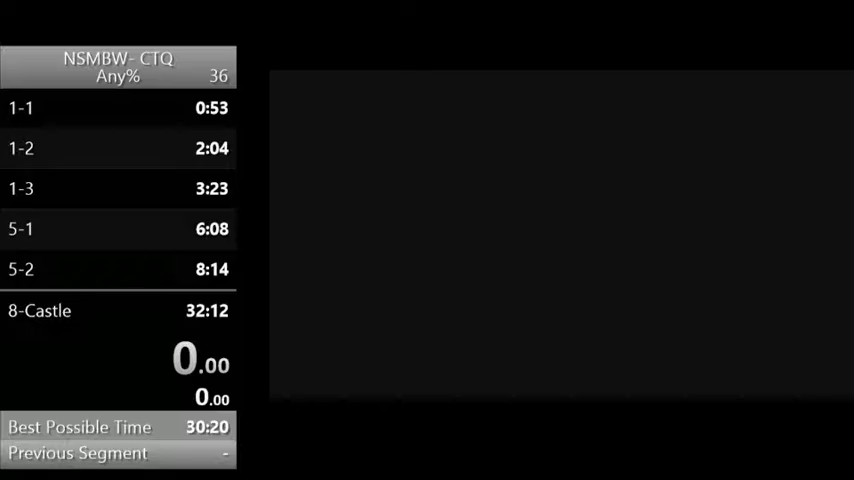 NSMBW- CTQ
Any% 36
1-1 0:53
1-2 2:04
1-3 3:23
5-1 6:08
5-2 8:14
8-Castle 32:12
0.00
0.00
Best Possible Time 30:20
Previous Segment -